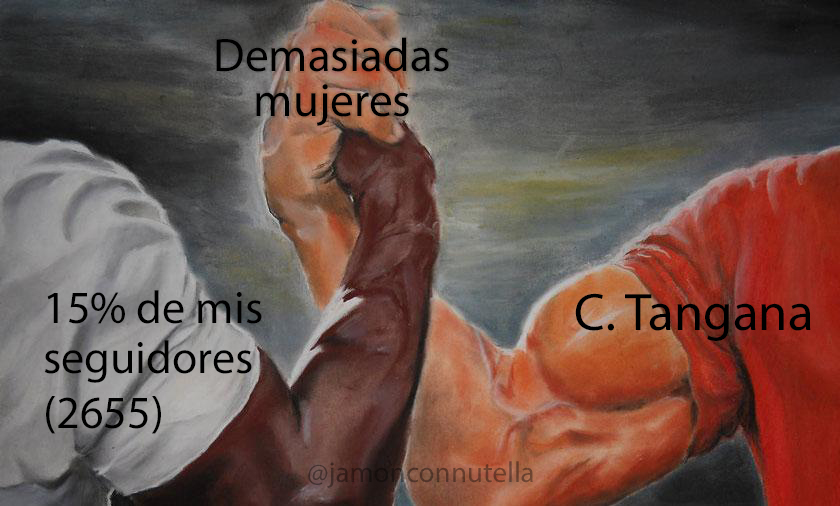 Demasiadas
mujeres
15% de mis
seguidores
(2655)
C. Tangana
@jamonconnutella